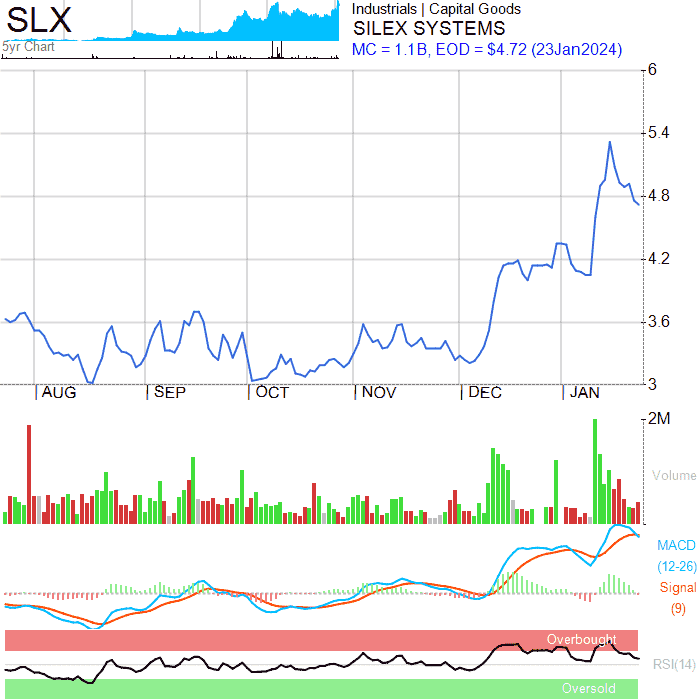 SLX
5yr Chart
Industrials | Capital Goods
SILEX SYSTEMS
MC = 1.1B, EOD = $4.72 (23Jan2024)
6
5.4
4.8
4.2
3.6
3
AUG SEP OCT NOV DEC JAN
2M
Volume
MACD
(12-26)
Signal
(9)
Overbought
RSI(14)
Oversold